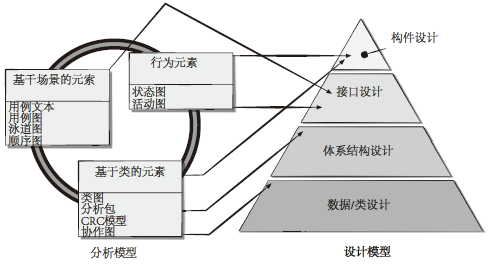 基于场景的元素
用例文本
用例图
泳道图
顺序图
行为元素
状态图
活动图
基于类的元素
类图
分析包
CRC模型
协作图
分析模型
构件设计
接口设计
体系结构设计
数据/类设计
设计模型